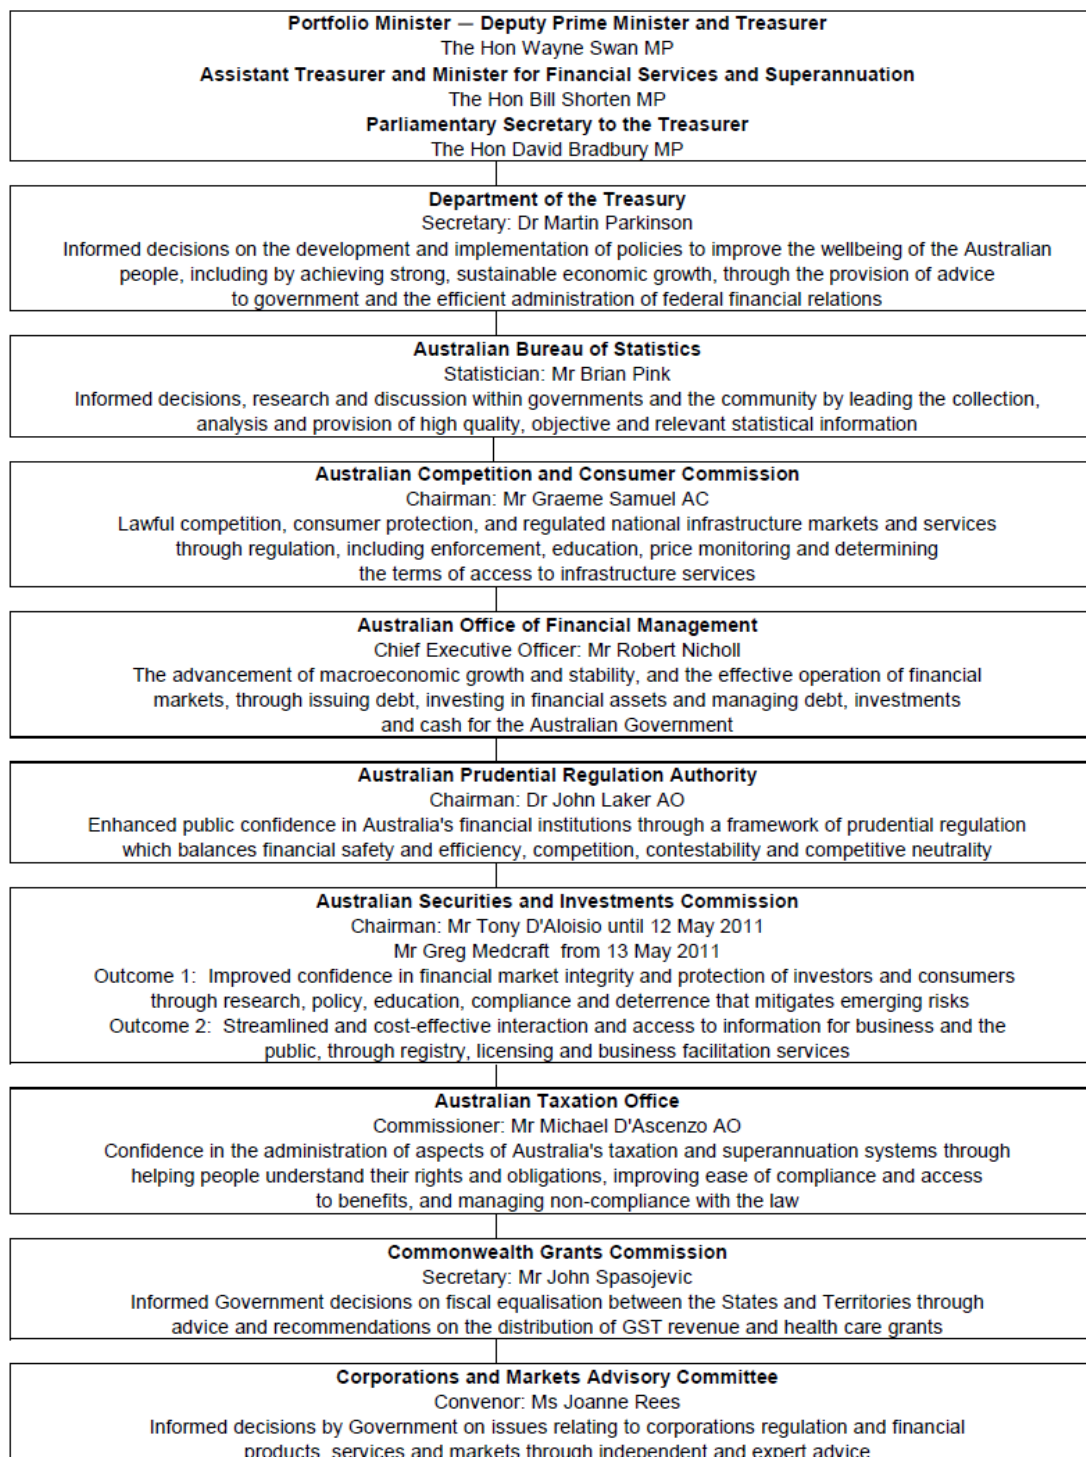 Portfolio Minister — Deputy Prime Minister and Treasurer
The Hon Wayne Swan MP
Assistant Treasurer and Minister for Financial Services and Superannuation
The Hon Bill Shorten MP
Parliamentary Secretary to the Treasurer
The Hon David Bradbury MP
Department of the Treasury
Secretary: Dr Martin Parkinson
Informed decisions on the development and implementation of policies to improve the wellbeing of the Australian
people, including by achieving strong, sustainable economic growth, through the provision of advice
to government and the efficient administration of federal financial relations
Australian Bureau of Statistics
Statistician: Mr Brian Pink
Informed decisions, research and discussion within governments and the community by leading the collection,
analysis and provision of high quality, objective and relevant statistical information
Australian Competition and Consumer Commission
Chairman: Mr Graeme Samuel AC
Lawful competition, consumer protection, and regulated national infrastructure markets and services
through regulation, including enforcement, education, price monitoring and determining
the terms of access to infrastructure services
Australian Office of Financial Management
Chief Executive Officer: Mr Robert Nicholl
The advancement of macroeconomic growth and stability, and the effective operation of financial
markets, through issuing debt, investing in financial assets and managing debt, investments
and cash for the Australian Government
Australian Prudential Regulation Authority
Chairman: Dr John Laker AO
Enhanced public confidence in Australia's financial institutions through a framework of prudential regulation
which balances financial safety and efficiency, competition, contestability and competitive neutrality
Australian Securities and Investments Commission
Chairman: Mr Tony D'Aloisio until 12 May 2011
Mr Greg Medcraft from 13 May 2011
Outcome 1: Improved confidence in financial market integrity and protection of investors and consumers
through research, policy, education, compliance and deterrence that mitigates emerging risks
Outcome 2: Streamlined and cost-effective interaction and access to information for business and the
public, through registry, licensing and business facilitation services
Australian Taxation Office
Commissioner: Mr Michael D'Ascenzo AO
Confidence in the administration of aspects of Australia's taxation and superannuation systems through
helping people understand their rights and obligations, improving ease of compliance and access
to benefits, and managing non-compliance with the law
Commonwealth Grants Commission
Secretary: Mr John Spasojevic
Informed Government decisions on fiscal equalisation between the States and Territories through
advice and recommendations on the distribution of GST revenue and health care grants
Corporations and Markets Advisory Committee
Convenor: Ms Joanne Rees
Informed decisions by Government on issues relating to corporations regulation and financial
products, services and markets through independent and expert advice